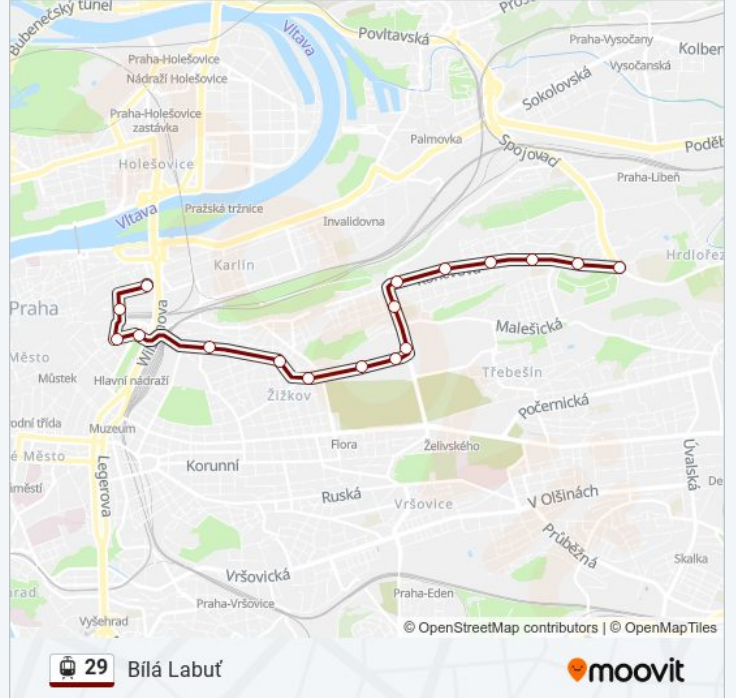 Bubenečský tunel
Vltava
Povltavská
Praha-Vysočany
Kolben
Praha-Holešovice
Nádraží Holešovice
Vysočanská
Sokolovská
Praha-Holešovice
zastávka
Palmovka
Spojovací
Poděb
Holešovice
Praha-Libeň
Vltava
Pražská tržnice
Invalidovna
Karlín
Hrdlořez
Praha
Malešická
Město
Třebešín
Můstek
Hlavní nádraží
Žižkov
Počernická
odní třída
Muzeum
Flora
Želivského
é Město
Korunní
Úvalská
Legerova
De
áměstí
Ruská
V Olšinách
Vršovice
Průběžná
Skalka
Vršovická
hrad
Praha-Vršovice
Praha-Eden
Vyšehrad
© OpenStreetMap contributors | © OpenMapTiles
29 Bílá Labuť
moovit